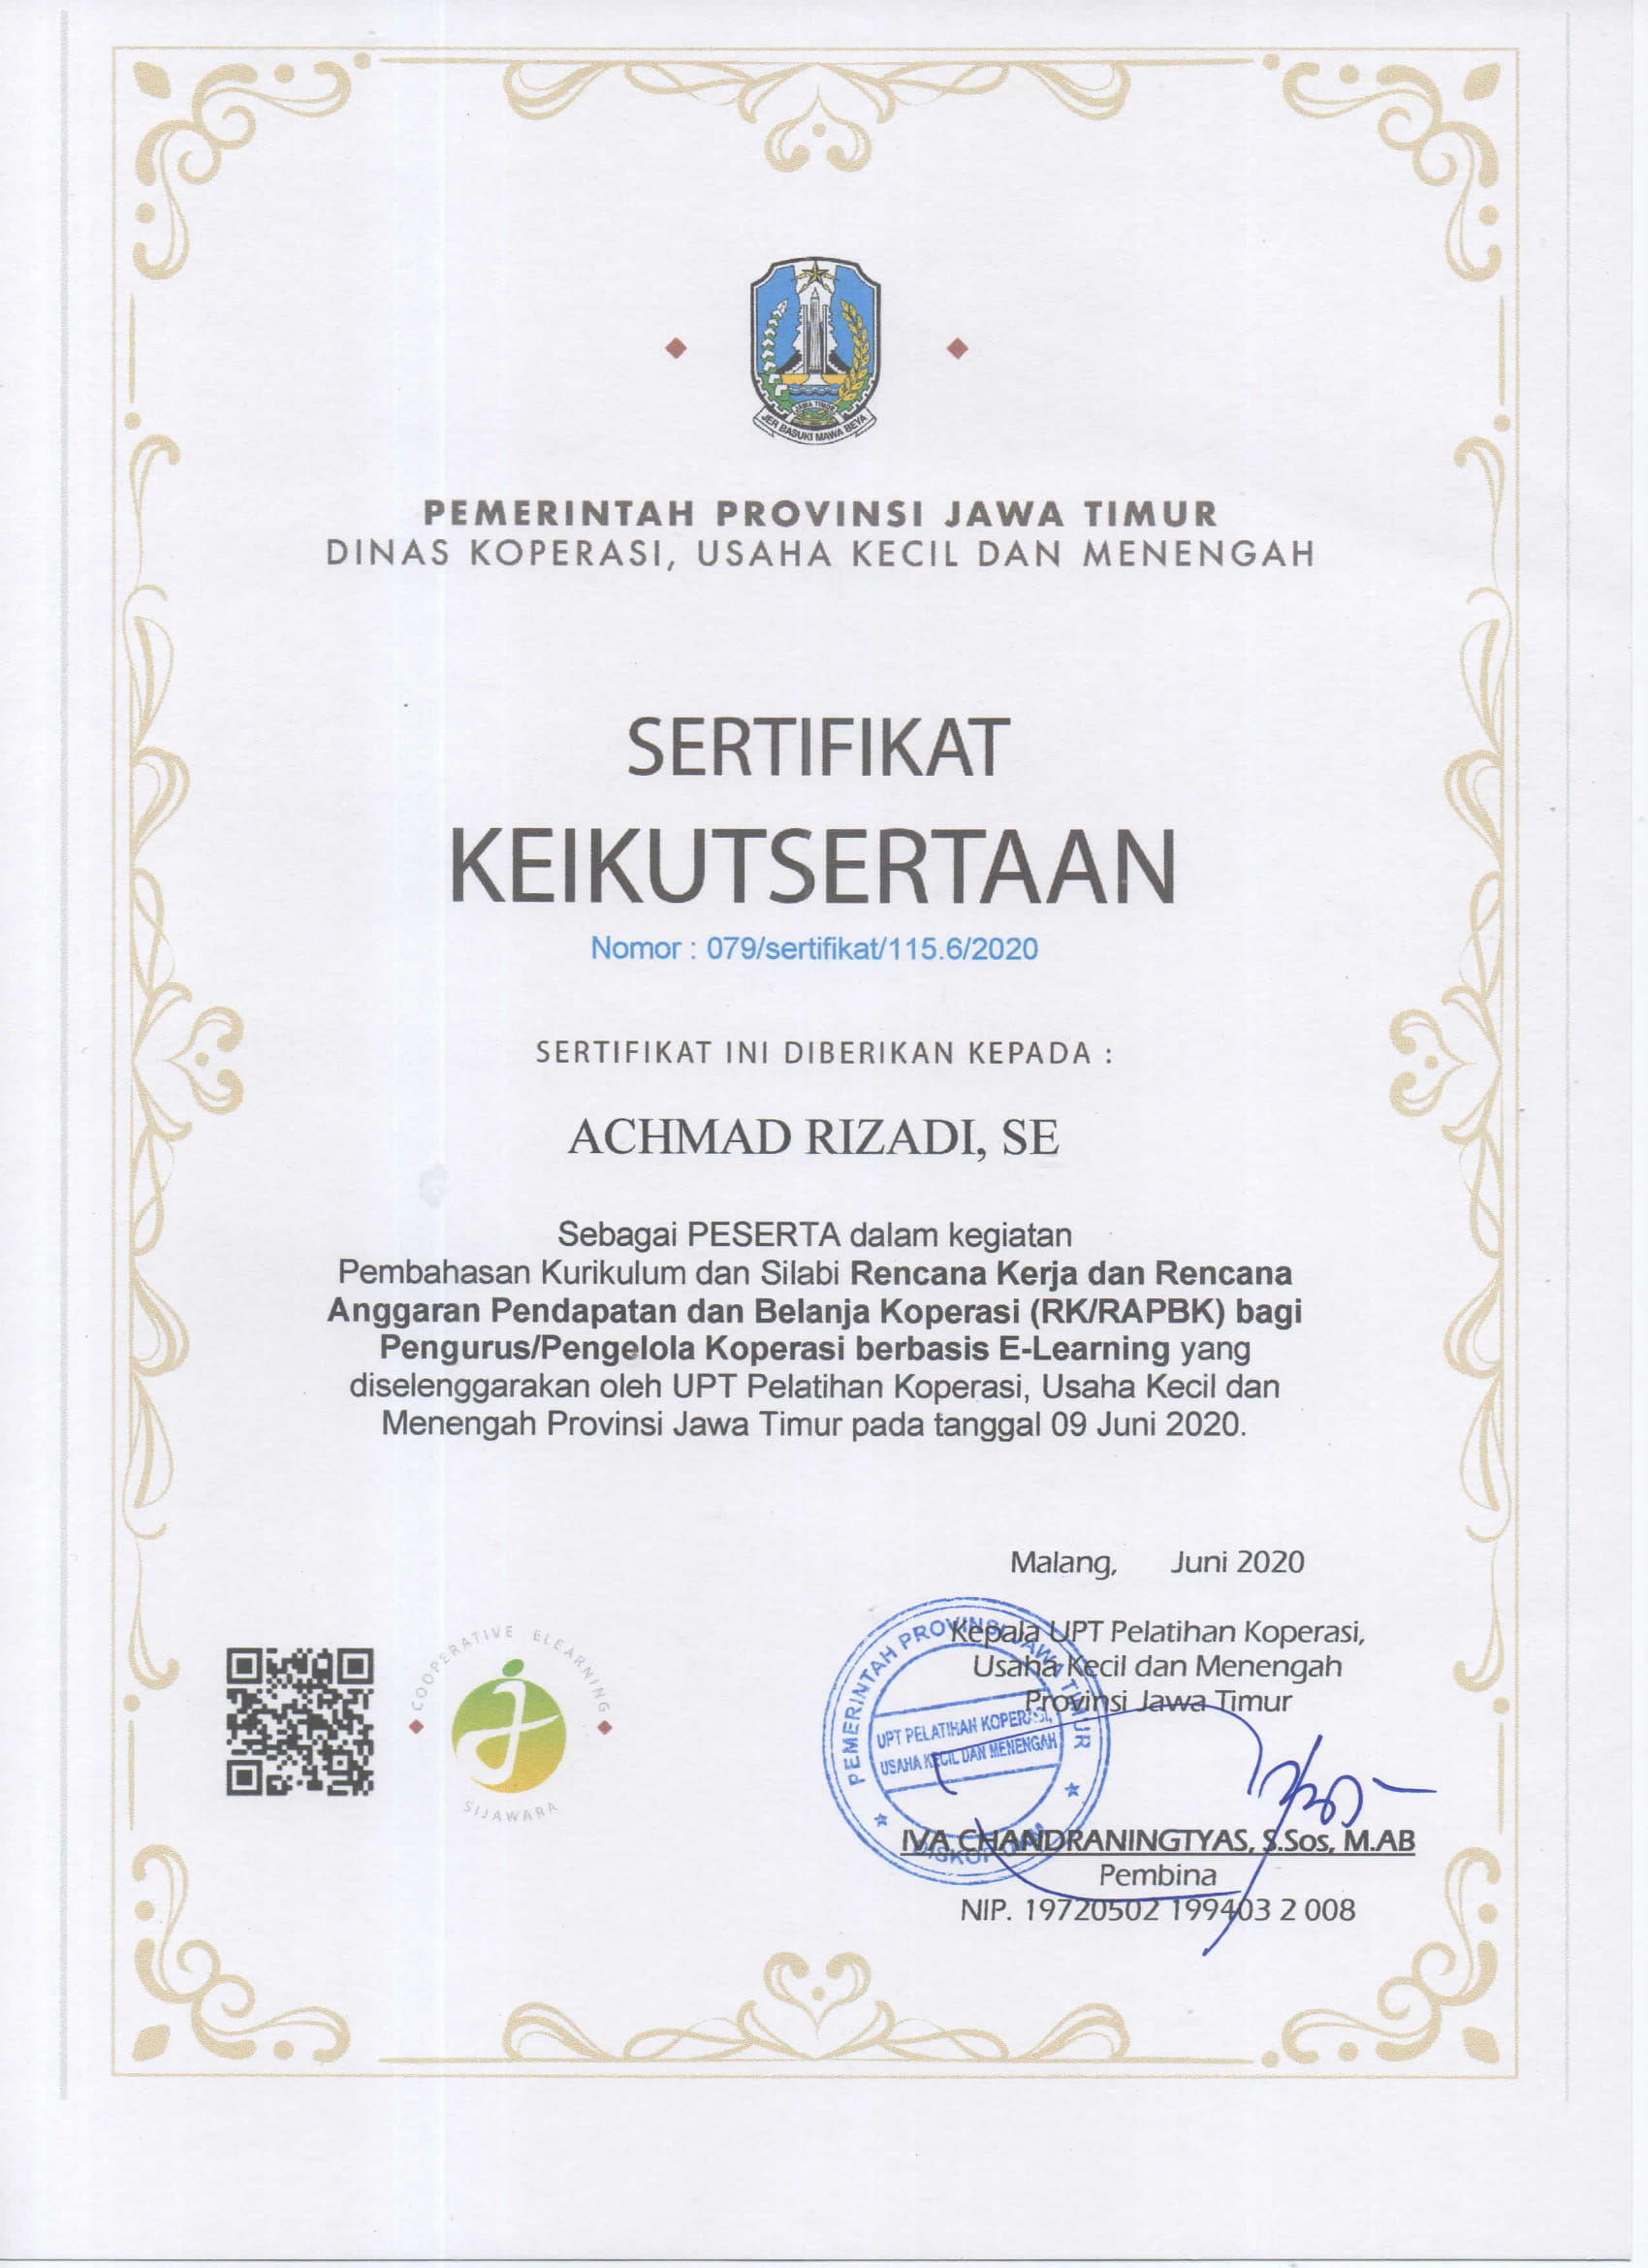 JAWA TIMUR
JER BASUKI MAWA BEYA
PEMERINTAH PROVINSI JAWA TIMUR
DINAS KOPERASI, USAHA KECIL DAN MENENGAH
SERTIFIKAT
KEIKUTSERTAAN
Nomor : 079/sertifikat/115.6/2020
SERTIFIKAT INI DIBERIKAN KEPADA :
ACHMAD RIZADI, SE
Sebagai PESERTA dalam kegiatan
Pembahasan Kurikulum dan Silabi Rencana Kerja dan Rencana
Anggaran Pendapatan dan Belanja Koperasi (RK/RAPBK) bagi
Pengurus/Pengelola Koperasi berbasis E-Learning yang
diselenggarakan oleh UPT Pelatihan Koperasi, Usaha Kecil dan
Menengah Provinsi Jawa Timur pada tanggal 09 Juni 2020.
Malang, Juni 2020
Kepala UPT Pelatihan Koperasi,
Usaha Kecil dan Menengah
Provinsi Jawa Timur
COOPERATIVE ELEARNING
SIJAWARA
PEMERINTAH PROVINSI JAWA TIMUR
UPT PELATIHAN KOPERASI,
USAHA KECIL DAN MENENGAH
IVA CHANDRANINGTYAS, S.Sos, M.AB
Pembina
NIP. 19720502 199403 2 008